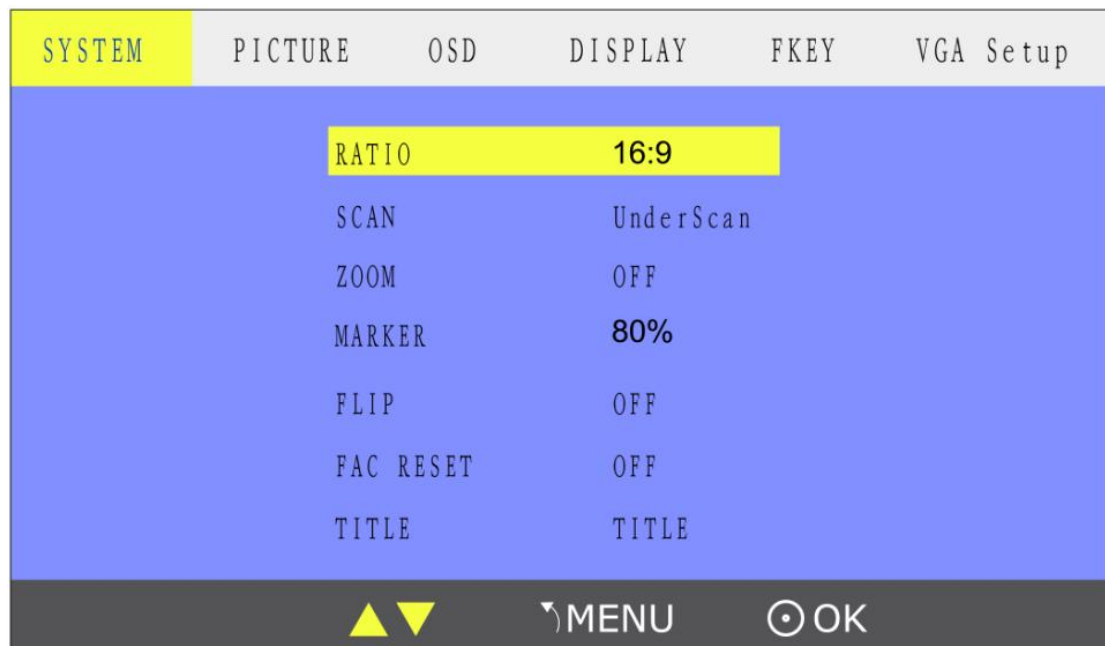 SYSTEM PICTURE OSD DISPLAY FKEY VGA Setup
RATIO 16:9
SCAN UnderScan
ZOOM OFF
MARKER 80%
FLIP OFF
FAC RESET OFF
TITLE TITLE
MENU OK